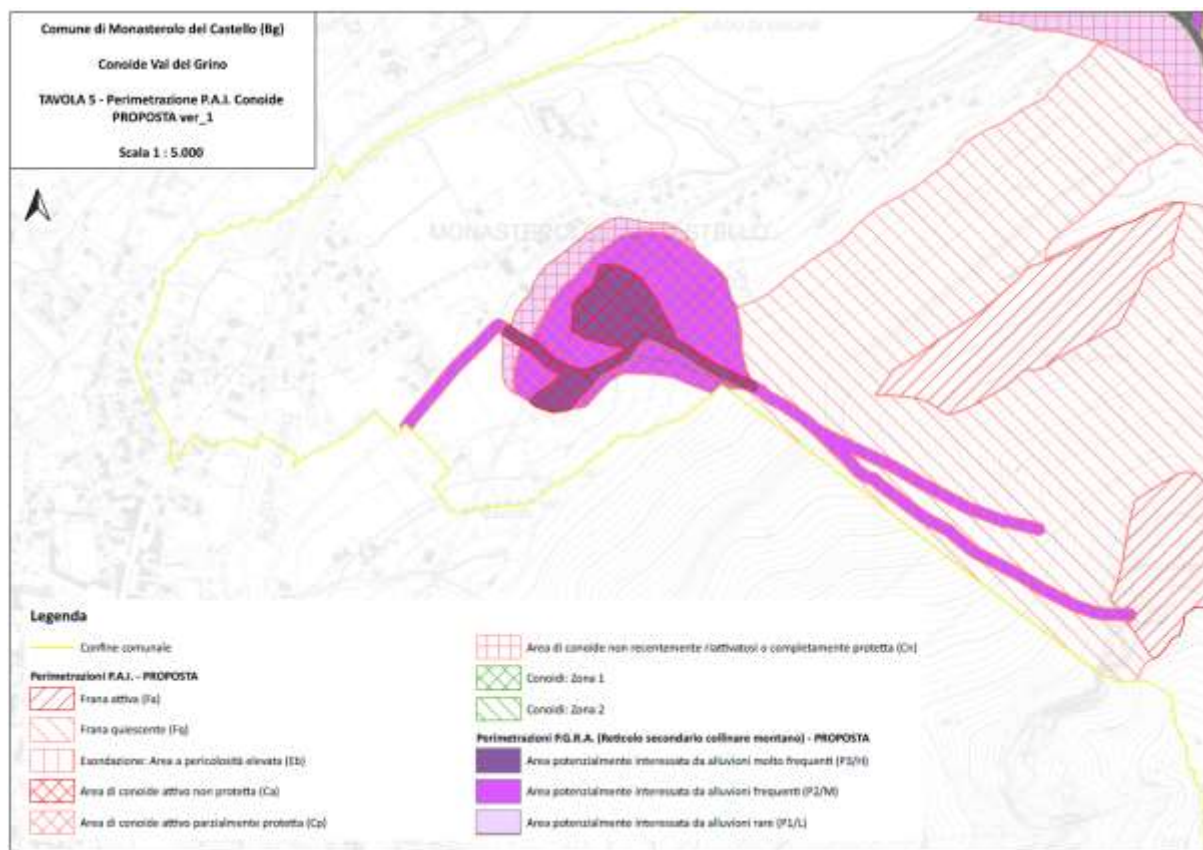 Comune di Monasterolo del Castello (Bg)
Conoide Val del Grino
TAVOLA 5 - Perimetrazione P.A.I. Conoide
PROPOSTA ver_1
Scala 1 : 5.000
Legenda
Confine comunale
Perimetrazioni P.A.I. - PROPOSTA
Frana attiva (Fa)
Frana quiescente (Fq)
Esondazione: Area a pericolosità elevata (Eb)
Area di conoide attivo non protetta (Ca)
Area di conoide attivo parzialmente protetta (Cp)
Area di conoide non recentemente riattivatosi o completamente protetta (Cn)
Conoidi: Zona 1
Conoidi: Zona 2
Perimetrazioni P.G.R.A. (Reticolo secondario collinare montano) - PROPOSTA
Area potenzialmente interessata da alluvioni molto frequenti (P3/H)
Area potenzialmente interessata da alluvioni frequenti (P2/M)
Area potenzialmente interessata da alluvioni rare (P1/L)